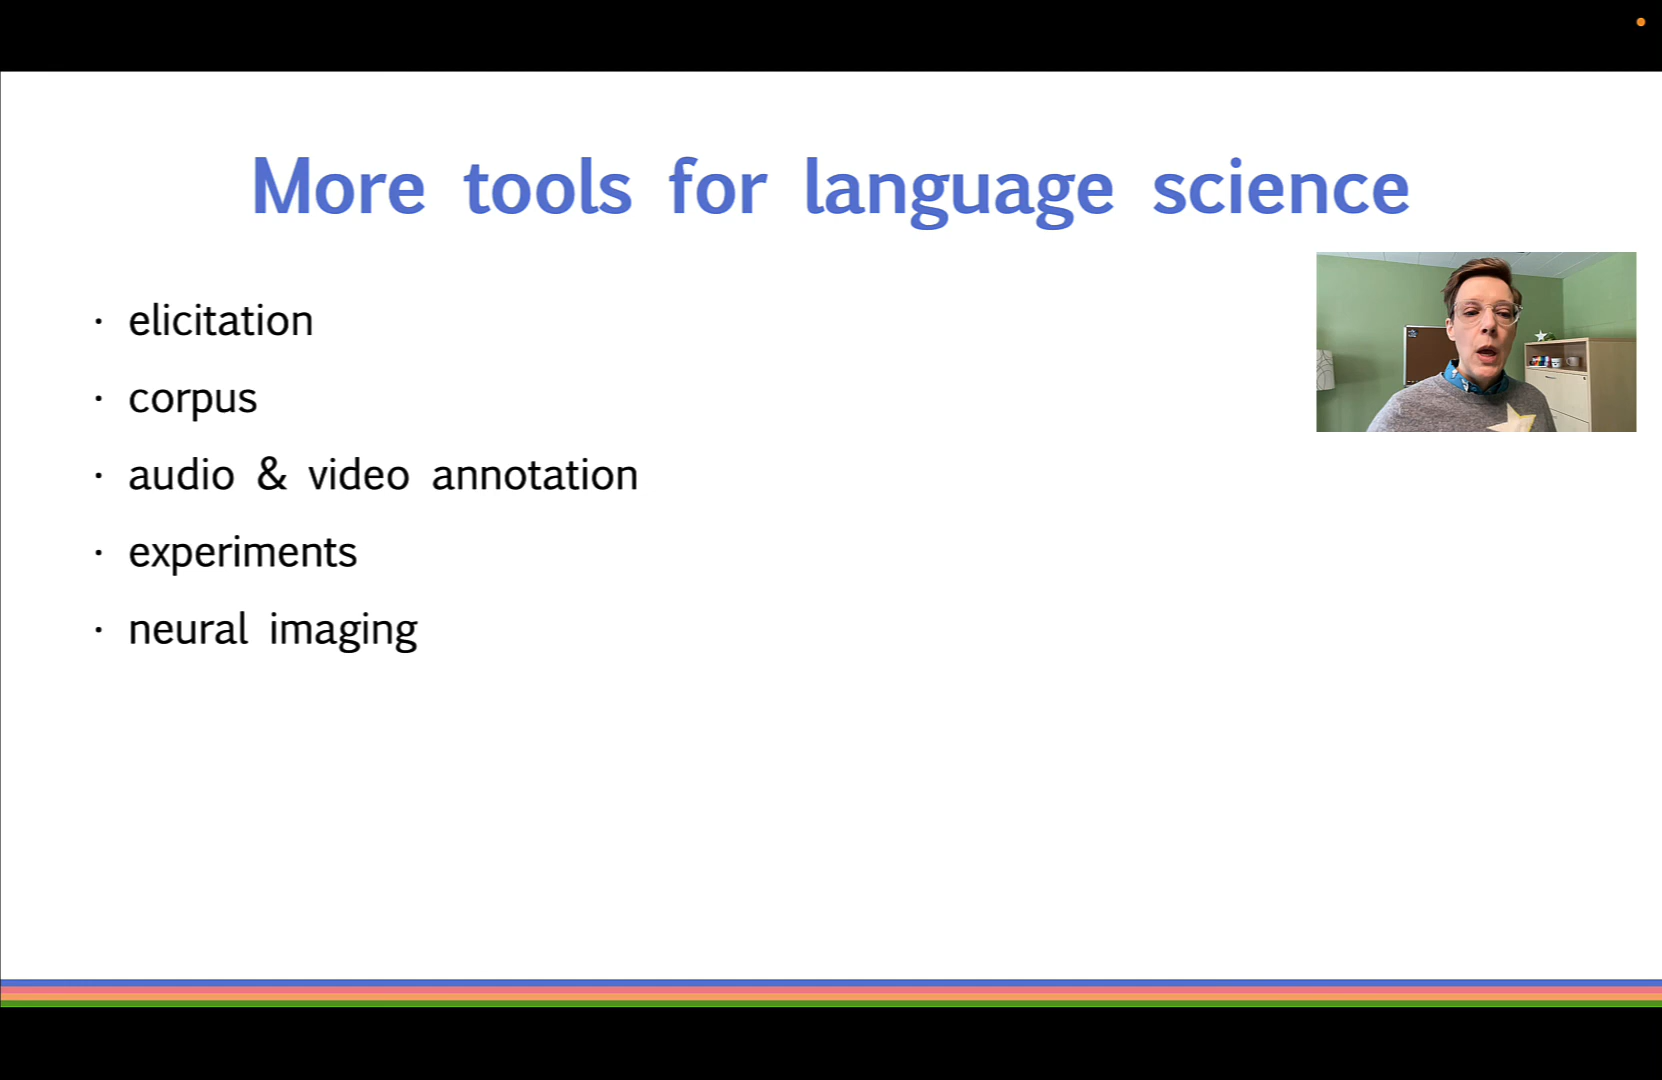 More tools for language science
· elicitation
· corpus
· audio & video annotation
· experiments
· neural imaging